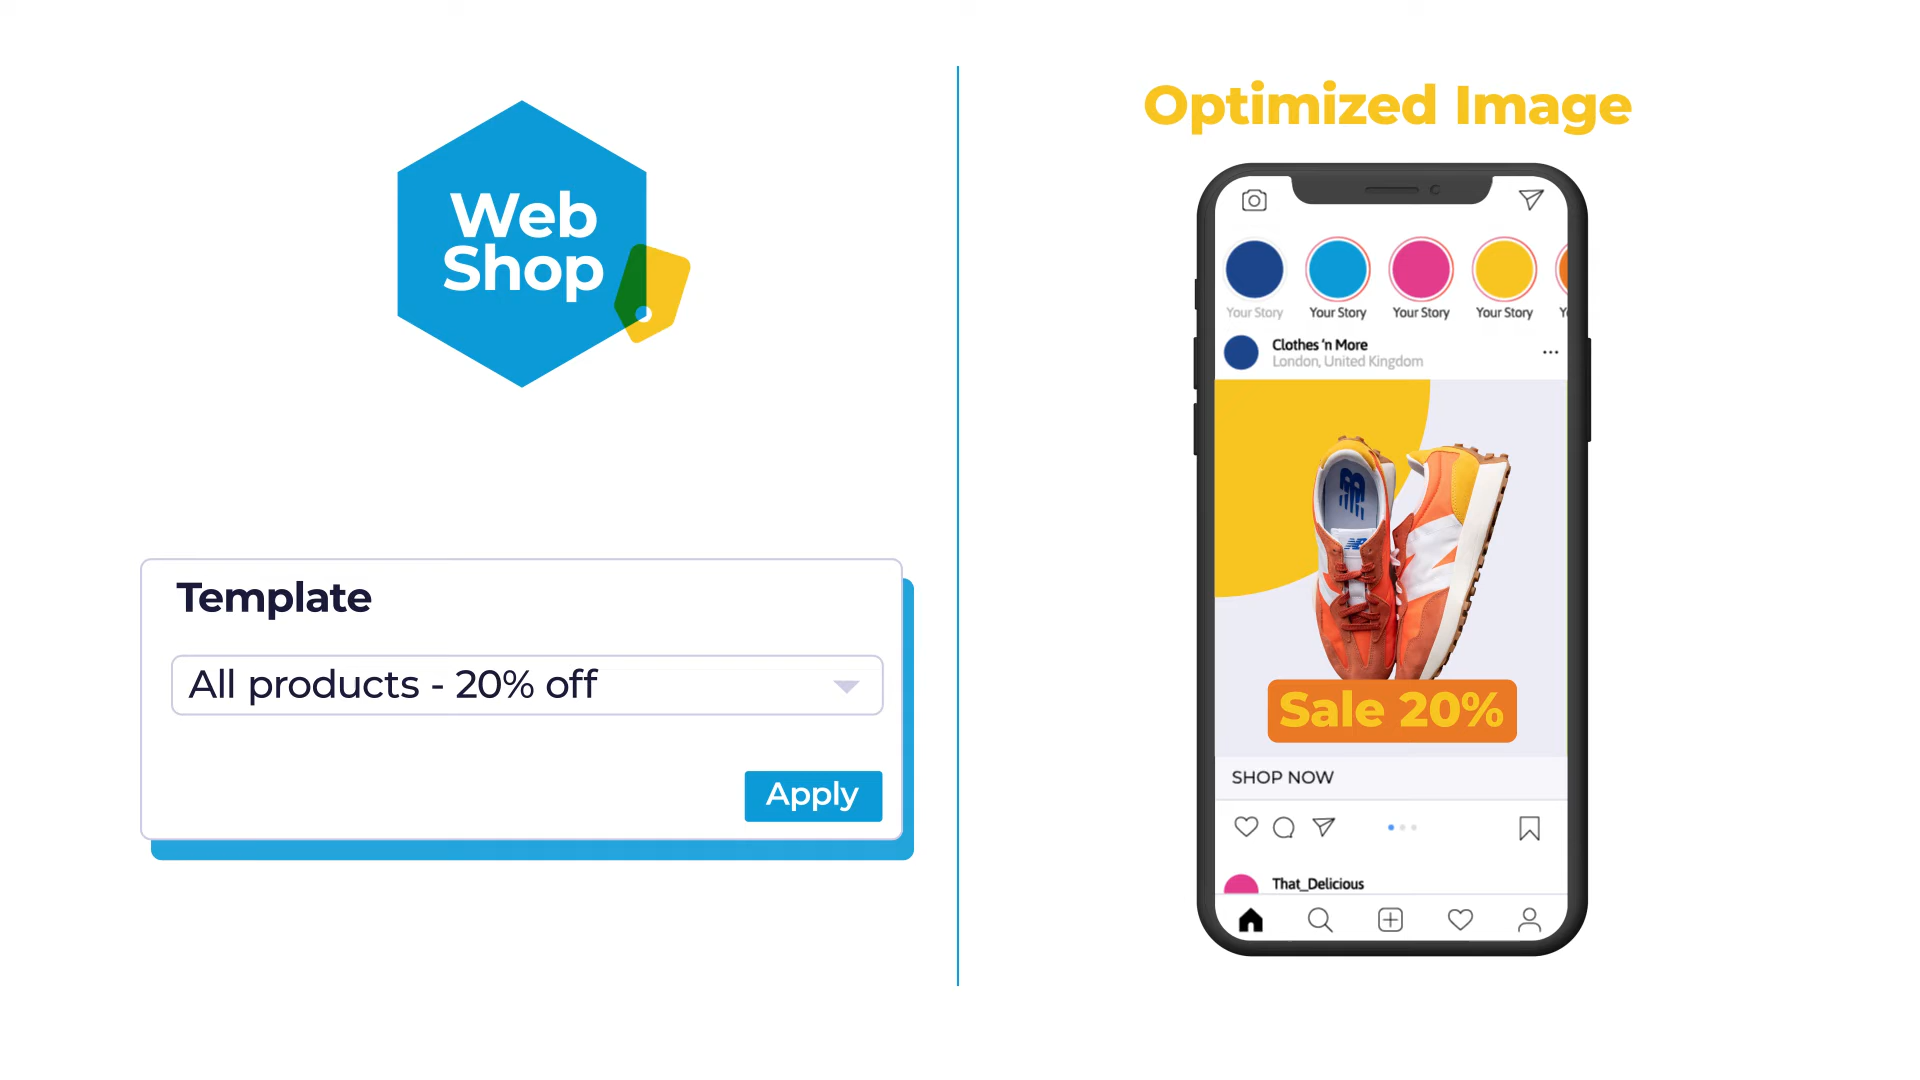 Web
Shop
Template
All products - 20% off
Apply
Optimized Image
Your Story
Your Story
Your Story
Your Story
Clothes ‘n More
London, United Kingdom
Sale 20%
SHOP NOW
That_Delicious